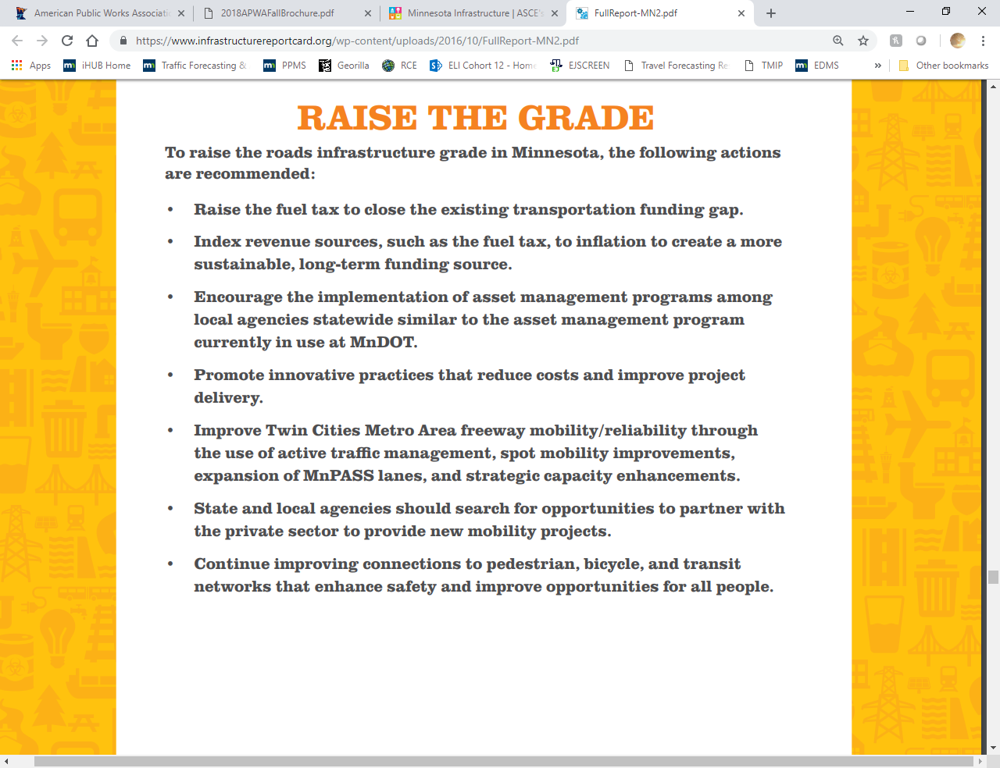 American Public Works Associati
2018APWAFallBrochure.pdf
Minnesota Infrastructure | ASCE's
FullReport-MN2.pdf
https://www.infrastructurereportcard.org/wp-content/uploads/2016/10/FullReport-MN2.pdf
Apps
iHUB Home
Traffic Forecasting &
PPMS
Georilla
RCE
ELI Cohort 12 - Home
EJSCREEN
Travel Forecasting Re
TMIP
EDMS
»
Other bookmarks
RAISE THE GRADE
To raise the roads infrastructure grade in Minnesota, the following actions
are recommended:
• Raise the fuel tax to close the existing transportation funding gap.
• Index revenue sources, such as the fuel tax, to inflation to create a more
sustainable, long-term funding source.
• Encourage the implementation of asset management programs among
local agencies statewide similar to the asset management program
currently in use at MnDOT.
• Promote innovative practices that reduce costs and improve project
delivery.
• Improve Twin Cities Metro Area freeway mobility/reliability through
the use of active traffic management, spot mobility improvements,
expansion of MnPASS lanes, and strategic capacity enhancements.
• State and local agencies should search for opportunities to partner with
the private sector to provide new mobility projects.
• Continue improving connections to pedestrian, bicycle, and transit
networks that enhance safety and improve opportunities for all people.